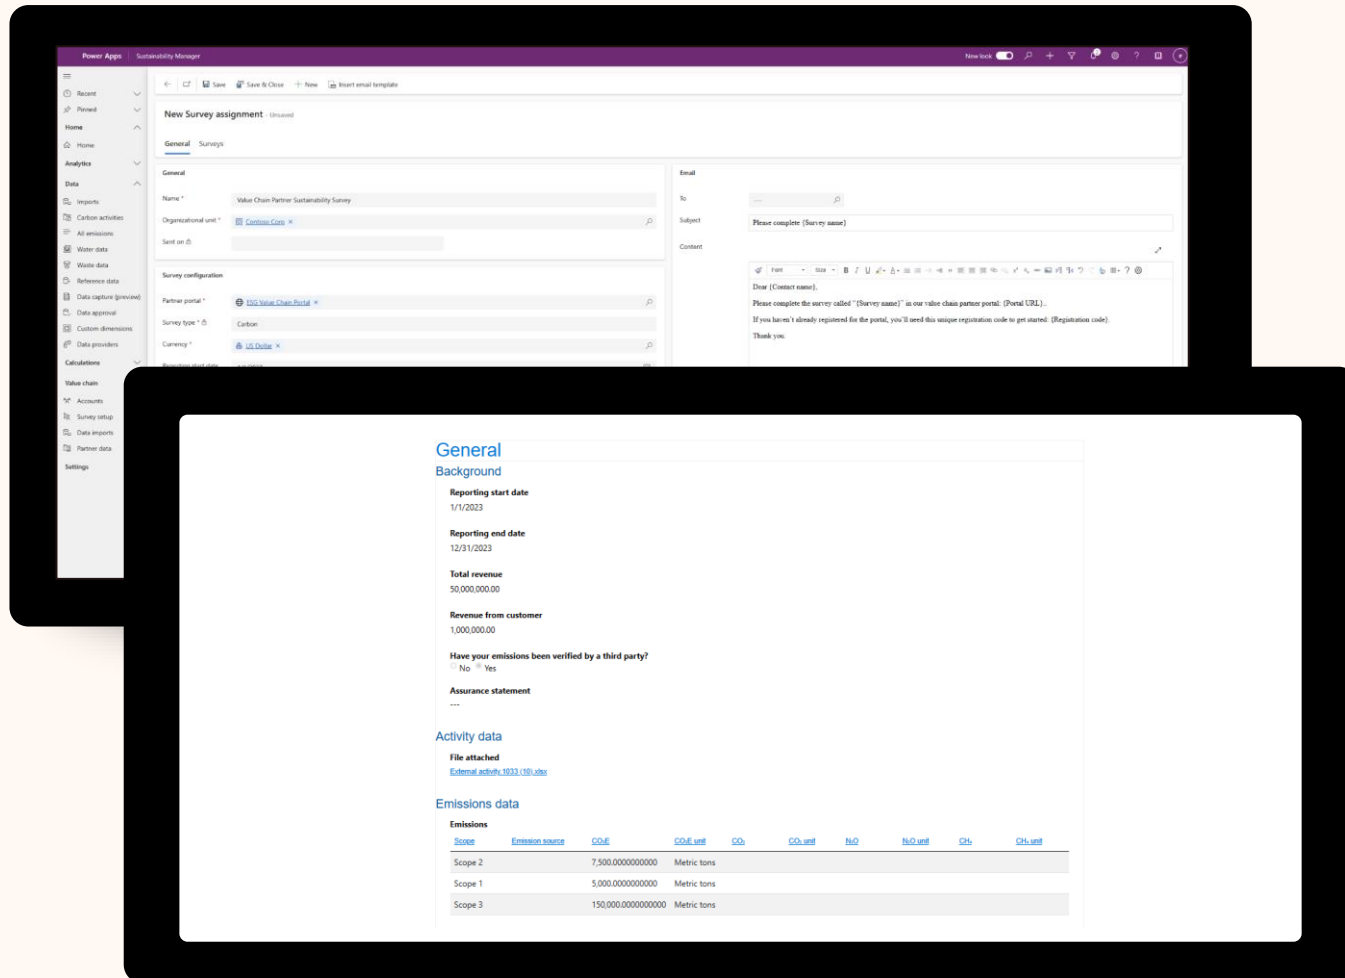 Power Apps Sustainability Manager New look
Save Save & Close New Insert email template
Recent
Pinned
Home
Home
Analytics
Data
Imports
Carbon activities
All emissions
Water data
Waste data
Reference data
Data capture (preview)
Data approval
Custom dimensions
Data providers
Calculations
Value chain
Accounts
Survey setup
Data imports
Partner data
Settings
New Survey assignment - Unsaved
General Surveys
General
Name * Value Chain Partner Sustainability Survey
Organizational unit * Contoso Corp ×
Sent on
Survey configuration
Partner portal * ESG Value Chain Portal ×
Survey type * Carbon
Currency * US Dollar ×
Reporting start date
Email
To ---
Subject Please complete {Survey name}
Content
Font Size B I U
Dear {Contact name},
Please complete the survey called "{Survey name}" in our value chain partner portal: {Portal URL}..
If you haven't already registered for the portal, you'll need this unique registration code to get started: {Registration code}.
Thank you.
General
Background
Reporting start date
1/1/2023
Reporting end date
12/31/2023
Total revenue
50,000,000.00
Revenue from customer
1,000,000.00
Have your emissions been verified by a third party?
No Yes
Assurance statement
---
Activity data
File attached
External activity 1033 (10).xlsx
Emissions data
Emissions
Scope Emission source CO₂E CO₂E unit CO₂ CO₂ unit N₂O N₂O unit CH₄ CH₄ unit
Scope 2 7,500.0000000000 Metric tons
Scope 1 5,000.0000000000 Metric tons
Scope 3 150,000.0000000000 Metric tons